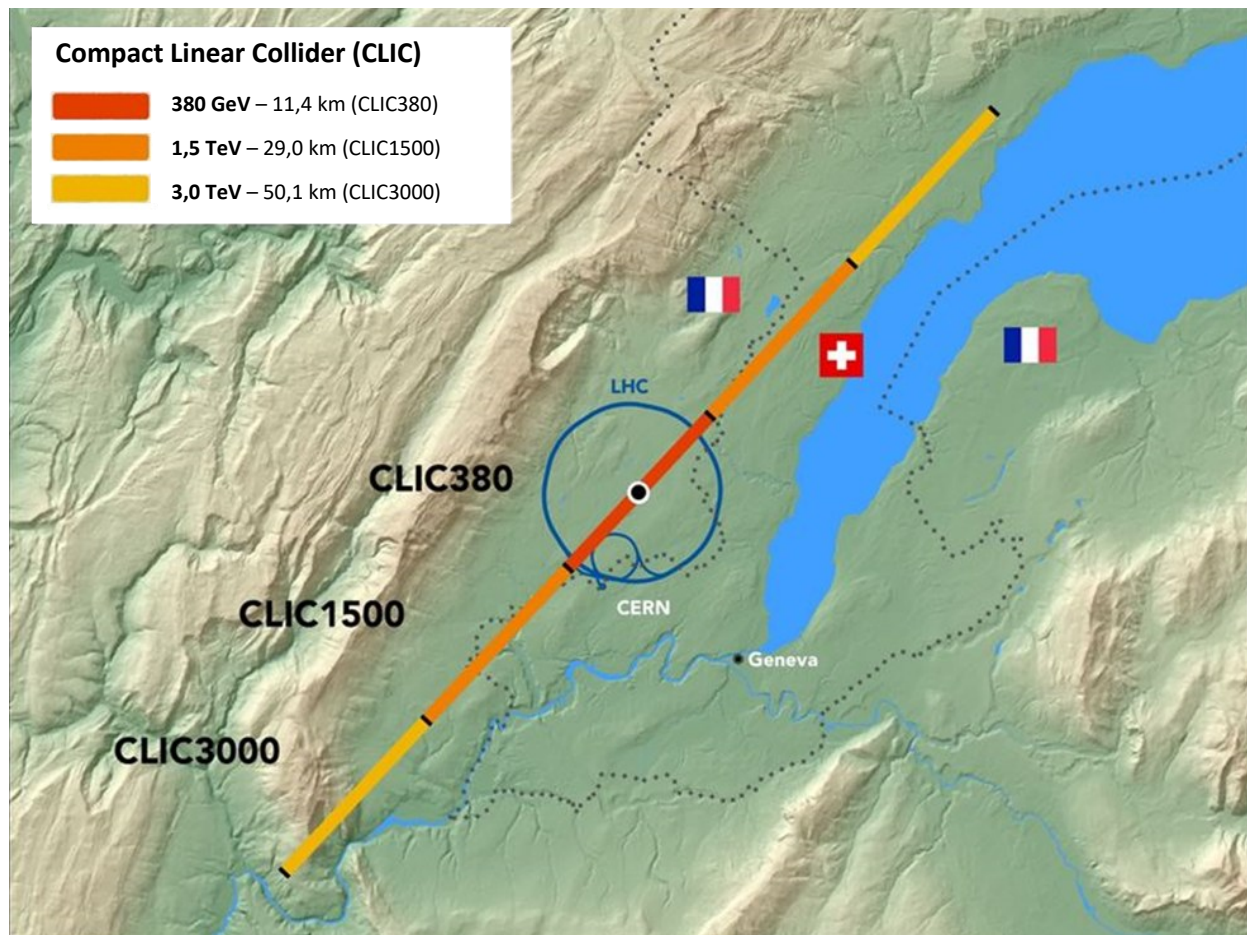 Compact Linear Collider (CLIC)
380 GeV – 11,4 km (CLIC380)
1,5 TeV – 29,0 km (CLIC1500)
3,0 TeV – 50,1 km (CLIC3000)
LHC
CLIC380
CLIC1500
CERN
Geneva
CLIC3000